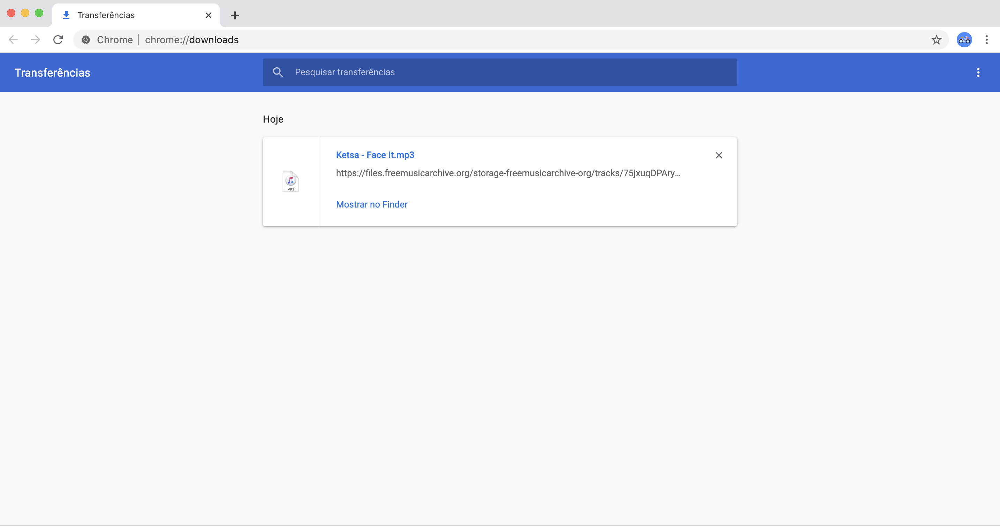 Transferências
Chrome | chrome://downloads
Transferências
Pesquisar transferências
Hoje
Ketsa - Face It.mp3
https://files.freemusicarchive.org/storage-freemusicarchive-org/tracks/75jxuqDPAry...
MP3
Mostrar no Finder